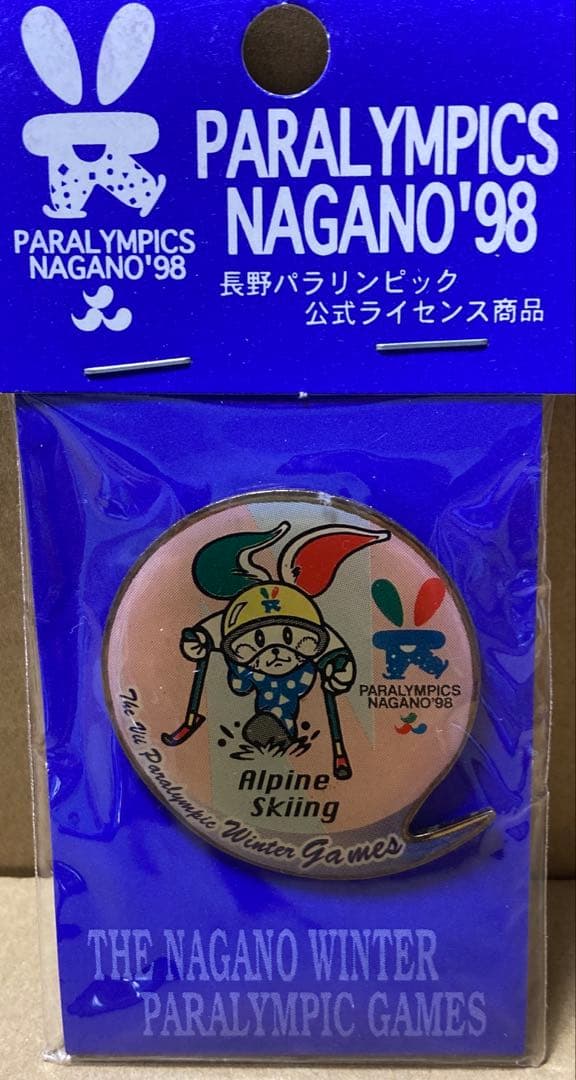 PARALYMPICS
NAGANO'98
PARALYMPICS
NAGANO'98
長野パラリンピック
公式ライセンス商品
PARALYMPICS
NAGANO'98
Alpine
Skiing
The Vii Paralympic Winter Games
THE NAGANO WINTER
PARALYMPIC GAMES